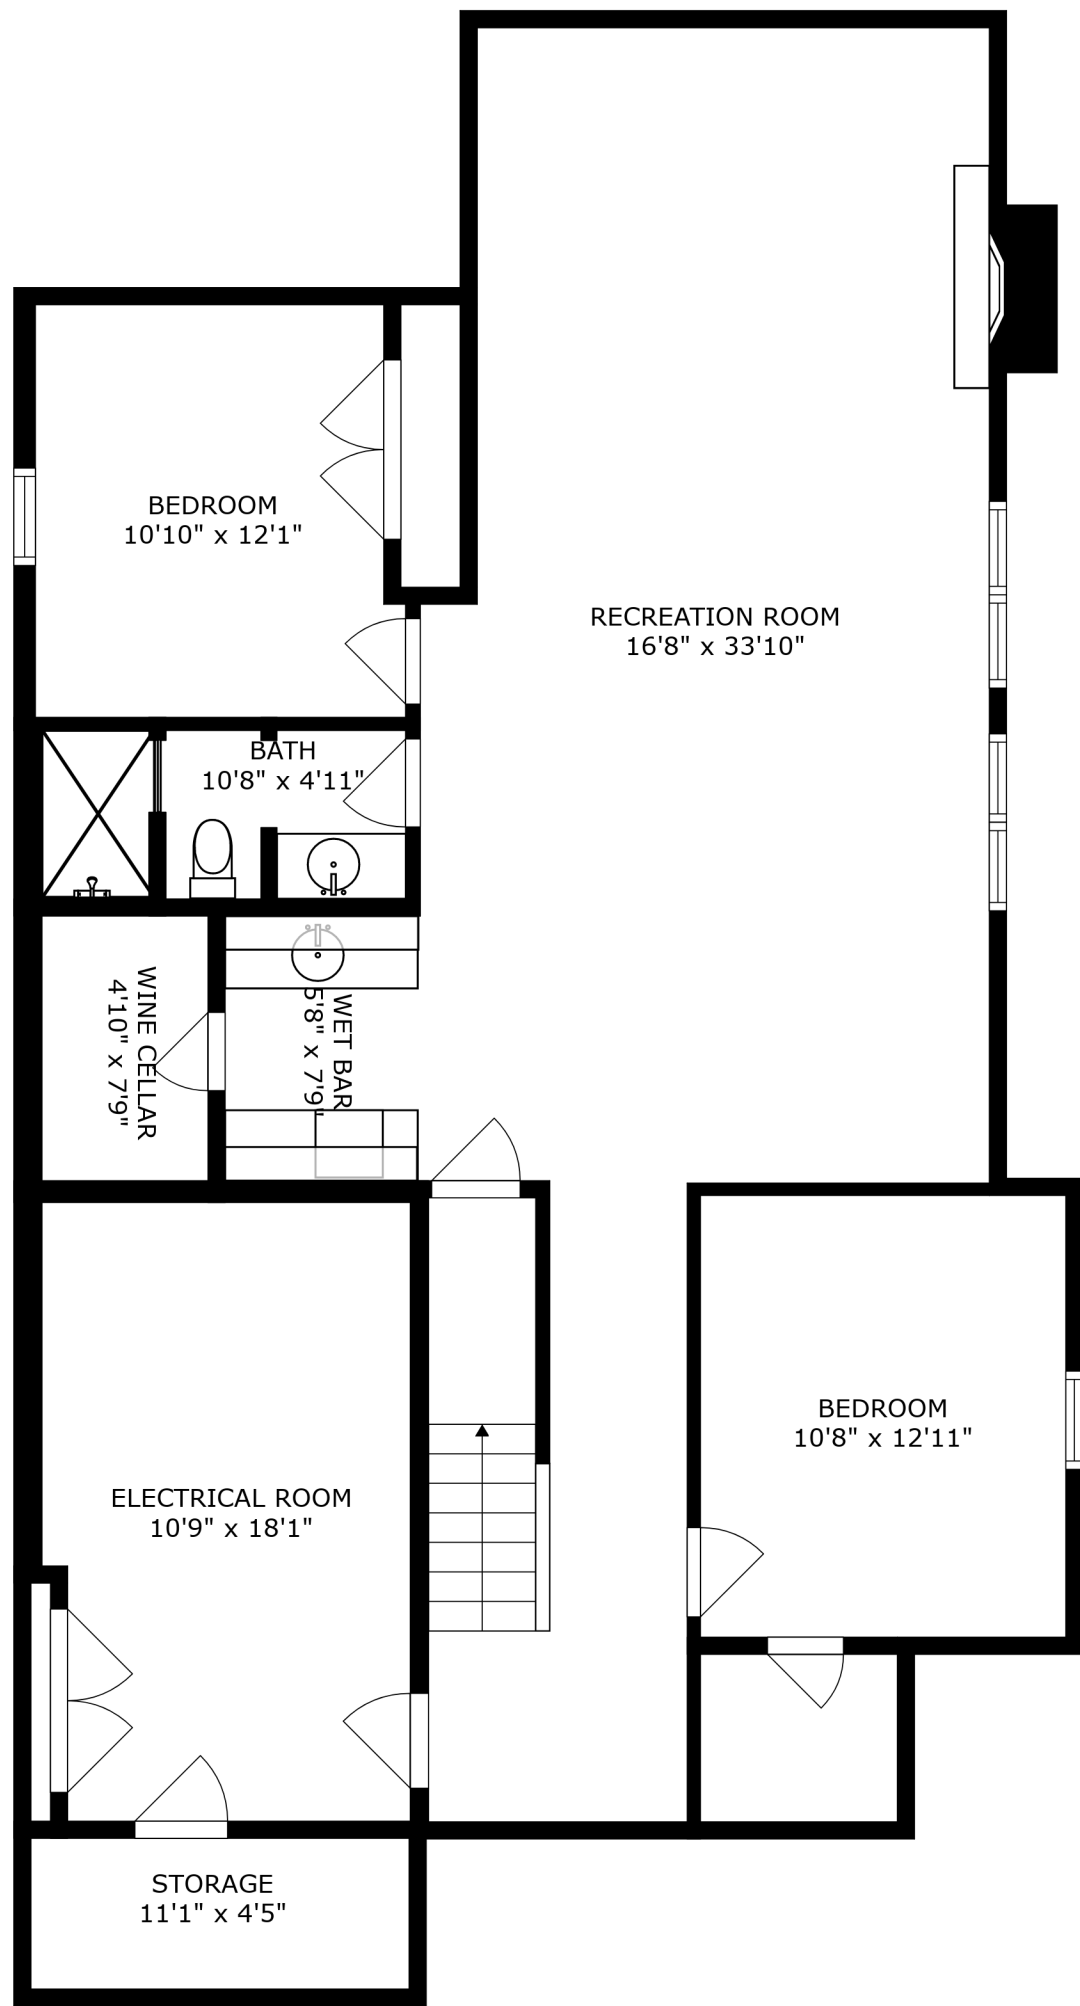 BEDROOM
10'10" x 12'1"
RECREATION ROOM
16'8" x 33'10"
BATH
10'8" x 4'11"
WINE CELLAR
4'10" x 7'9"
WET BAR
5'8" x 7'9"
BEDROOM
10'8" x 12'11"
ELECTRICAL ROOM
10'9" x 18'1"
STORAGE
11'1" x 4'5"